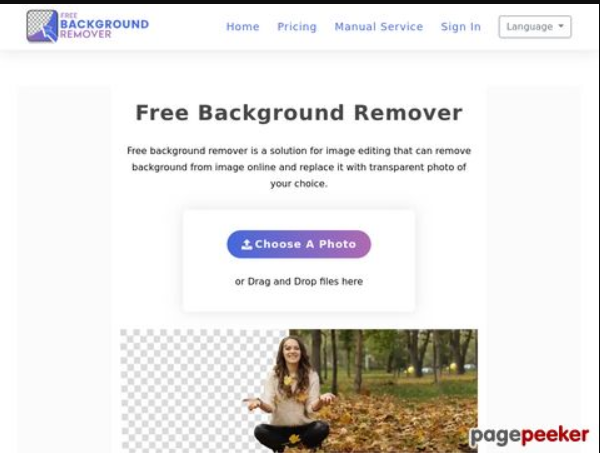 FREE
BACKGROUND
REMOVER
Home Pricing Manual Service Sign In Language
Free Background Remover
Free background remover is a solution for image editing that can remove
background from image online and replace it with transparent photo of
your choice.
Choose A Photo
or Drag and Drop files here
pagepeeker